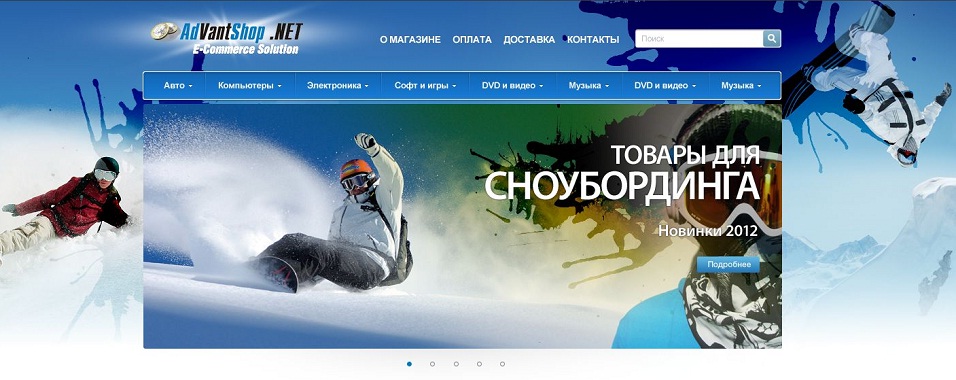 AdVantShop .NET
E-Commerce Solution
О МАГАЗИНЕ ОПЛАТА ДОСТАВКА КОНТАКТЫ
Поиск
Авто Компьютеры Электроника Софт и игры DVD и видео Музыка DVD и видео Музыка
ТОВАРЫ ДЛЯ
СНОУБОРДИНГА
Новинки 2012
Подробнее